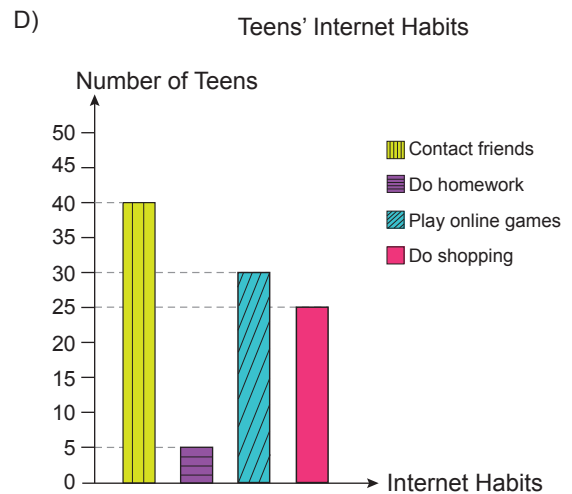 D)
Teens' Internet Habits
Number of Teens
50
45
40
35
30
25
20
15
10
5
0
Contact friends
Do homework
Play online games
Do shopping
Internet Habits